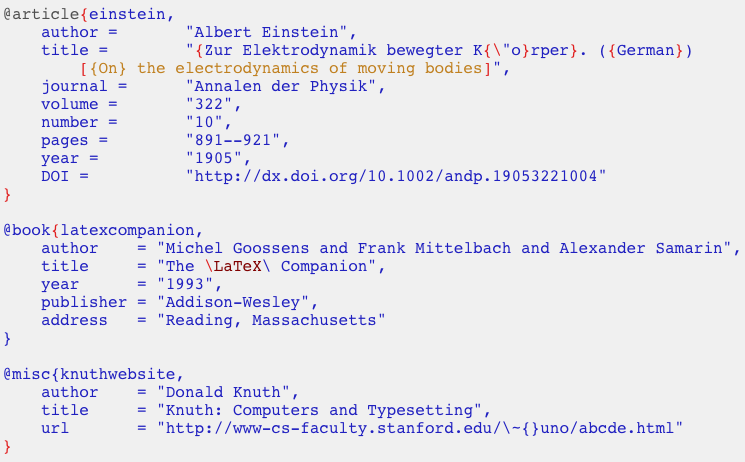 @article{einstein,
    author =       "Albert Einstein",
    title =        "{Zur Elektrodynamik bewegter K{\"o}rper}. ({German})
        [{On} the electrodynamics of moving bodies]",
    journal =      "Annalen der Physik",
    volume =       "322",
    number =       "10",
    pages =        "891--921",
    year =         "1905",
    DOI =          "http://dx.doi.org/10.1002/andp.19053221004"
}

@book{latexcompanion,
    author    = "Michel Goossens and Frank Mittelbach and Alexander Samarin",
    title     = "The \LaTeX\ Companion",
    year      = "1993",
    publisher = "Addison-Wesley",
    address   = "Reading, Massachusetts"
}

@misc{knuthwebsite,
    author    = "Donald Knuth",
    title     = "Knuth: Computers and Typesetting",
    url       = "http://www-cs-faculty.stanford.edu/\~{}uno/abcde.html"
}